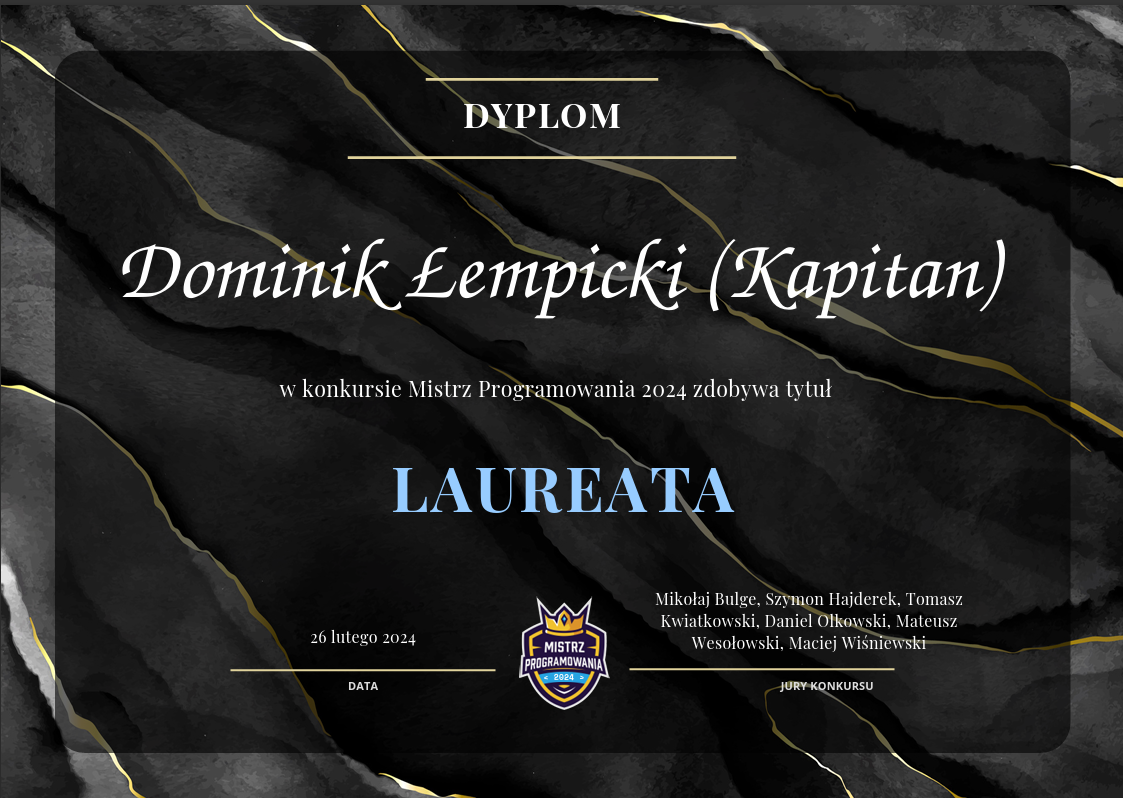 DYPLOM
Dominik Łempicki (Kapitan)
w konkursie Mistrz Programowania 2024 zdobywa tytuł
LAUREATA
26 lutego 2024
DATA
MISTRZ
PROGRAMOWANIA
< 2024 >
Mikołaj Bulge, Szymon Hajderek, Tomasz
Kwiatkowski, Daniel Olkowski, Mateusz
Wesołowski, Maciej Wiśniewski
JURY KONKURSU